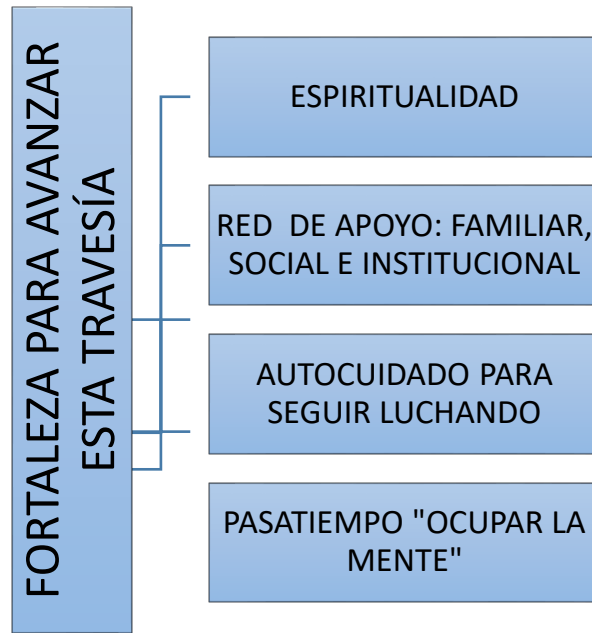 FORTALEZA PARA AVANZAR
ESTA TRAVESÍA
ESPIRITUALIDAD
RED DE APOYO: FAMILIAR,
SOCIAL E INSTITUCIONAL
AUTOCUIDADO PARA
SEGUIR LUCHANDO
PASATIEMPO "OCUPAR LA
MENTE"